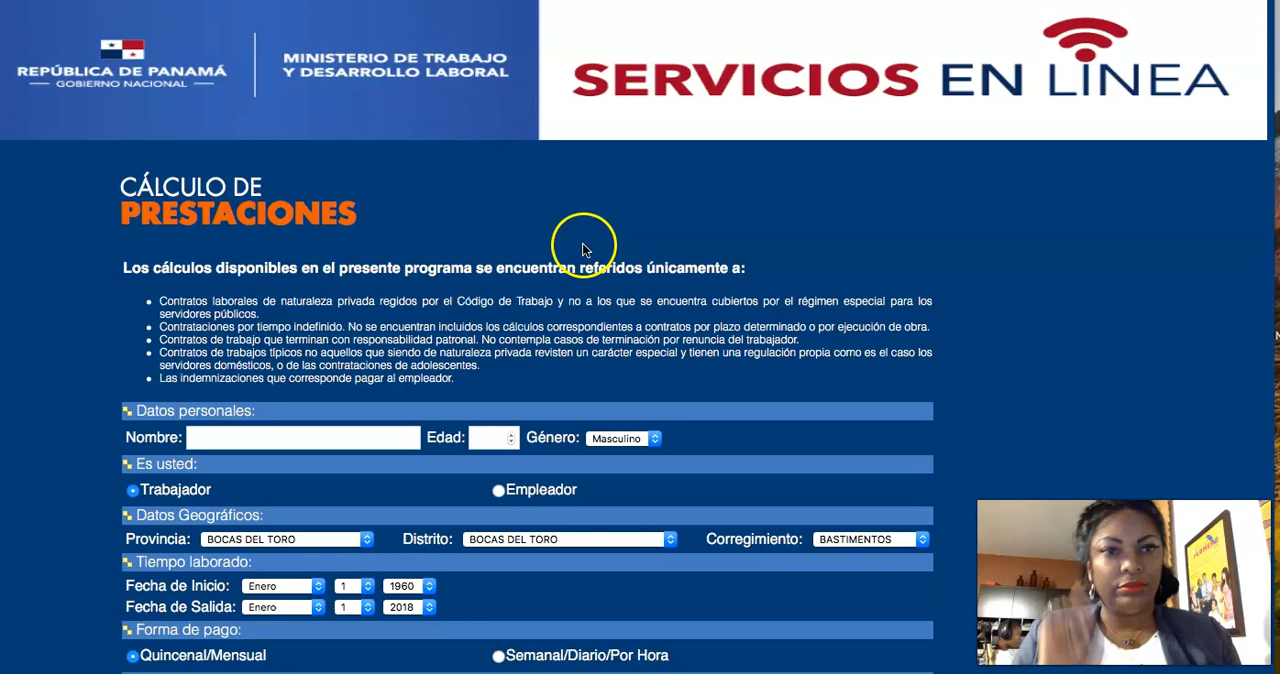 REPÚBLICA DE PANAMÁ
GOBIERNO NACIONAL
MINISTERIO DE TRABAJO
Y DESARROLLO LABORAL
SERVICIOS EN LÍNEA
CÁLCULO DE
PRESTACIONES
Los cálculos disponibles en el presente programa se encuentran referidos únicamente a:
Contratos laborales de naturaleza privada regidos por el Código de Trabajo y no a los que se encuentra cubiertos por el régimen especial para los
servidores públicos.
Contrataciones por tiempo indefinido. No se encuentran incluidos los cálculos correspondientes a contratos por plazo determinado o por ejecución de obra.
Contratos de trabajo que terminan con responsabilidad patronal. No contempla casos de terminación por renuncia del trabajador.
Contratos de trabajos típicos no aquellos que siendo de naturaleza privada revisten un carácter especial y tienen una regulación propia como es el caso los
servidores domésticos, o de las contrataciones de adolescentes.
Las indemnizaciones que corresponde pagar al empleador.
Datos personales:
Nombre: Edad: Género: Masculino
Es usted:
Trabajador Empleador
Datos Geográficos:
Provincia: BOCAS DEL TORO Distrito: BOCAS DEL TORO Corregimiento: BASTIMENTOS
Tiempo laborado:
Fecha de Inicio: Enero 1 1960
Fecha de Salida: Enero 1 2018
Forma de pago:
Quincenal/Mensual Semanal/Diario/Por Hora